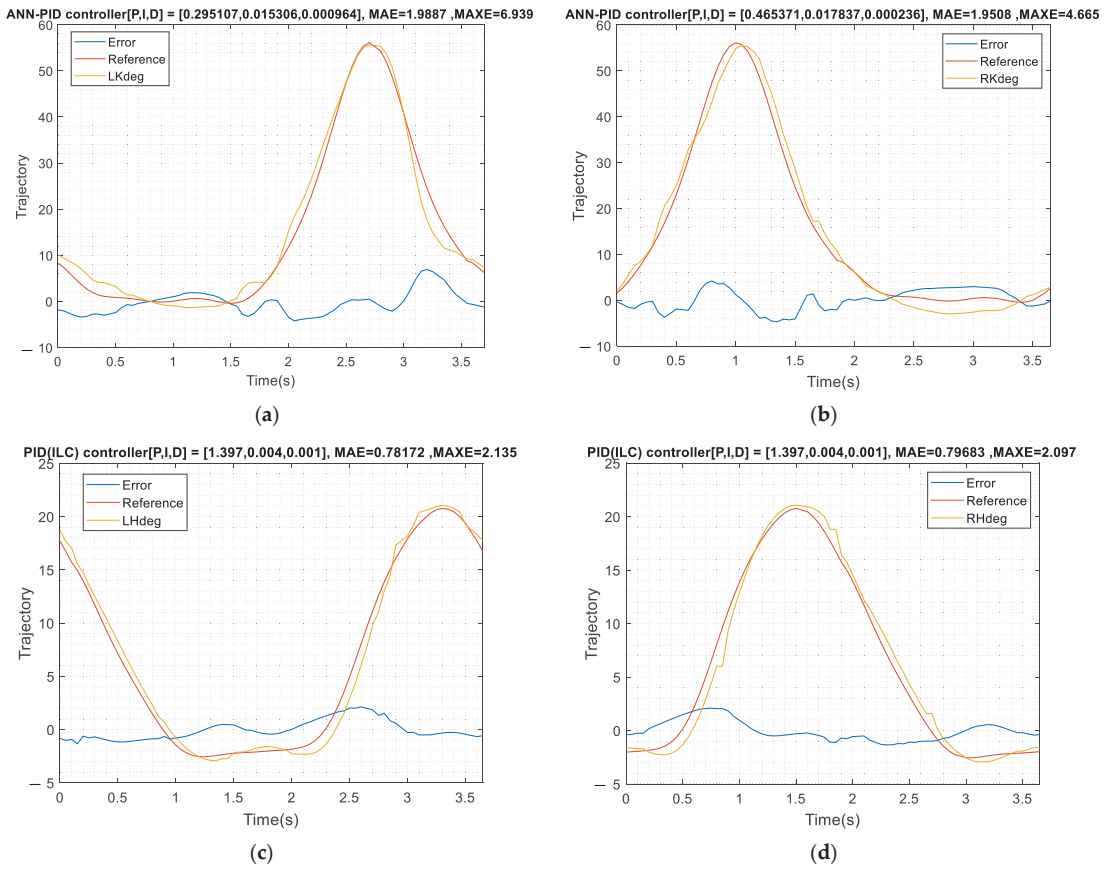 ANN-PID controller[P,I,D] = [0.295107,0.015306,0.000964], MAE=1.9887 ,MAXE=6.939
60
50
40
30
20
10
0
— 10
Trajectory
Error
Reference
LKdeg
0 0.5 1 1.5 2 2.5 3 3.5
Time(s)
(a)
ANN-PID controller[P,I,D] = [0.465371,0.017837,0.000236], MAE=1.9508 ,MAXE=4.665
60
50
40
30
20
10
0
— 10
Trajectory
Error
Reference
RKdeg
0 0.5 1 1.5 2 2.5 3 3.5
Time(s)
(b)
PID(ILC) controller[P,I,D] = [1.397,0.004,0.001], MAE=0.78172 ,MAXE=2.135
25
20
15
10
5
0
— 5
Trajectory
Error
Reference
LHdeg
0 0.5 1 1.5 2 2.5 3 3.5
Time(s)
(c)
PID(ILC) controller[P,I,D] = [1.397,0.004,0.001], MAE=0.79683 ,MAXE=2.097
25
20
15
10
5
0
— 5
Trajectory
Error
Reference
RHdeg
0 0.5 1 1.5 2 2.5 3 3.5
Time(s)
(d)